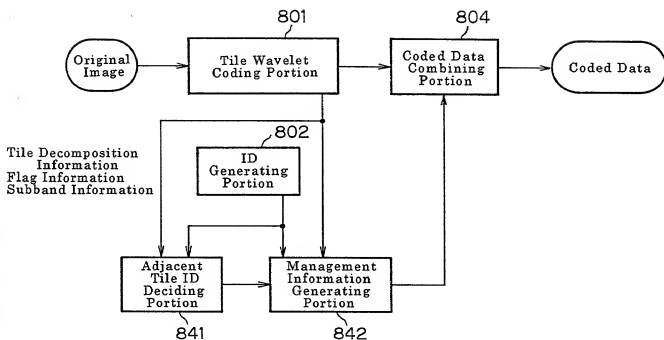 801
804
Original
Image
Tile Wavelet
Coding Portion
Coded Data
Combining
Portion
Coded Data
802
Tile Decomposition
Information
Flag Information
Subband Information
ID
Generating
Portion
Adjacent
Tile ID
Deciding
Portion
Management
Information
Generating
Portion
841
842